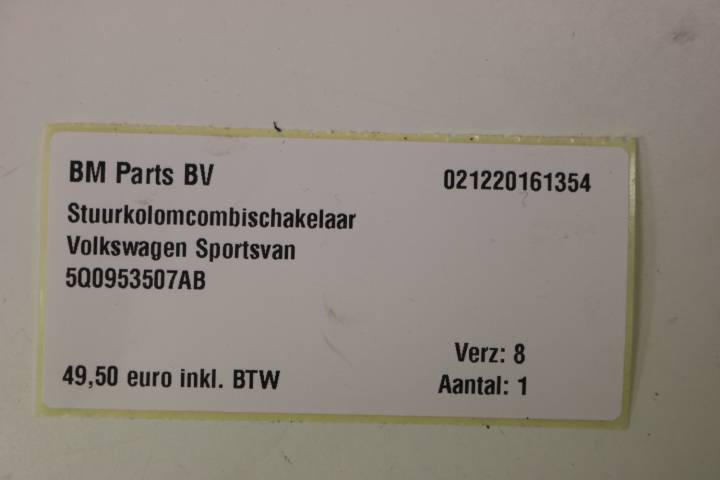 BM Parts BV 021220161354
Stuurkolomcombischakelaar
Volkswagen Sportsvan
5Q0953507AB
Verz: 8
49,50 euro inkl. BTW Aantal: 1